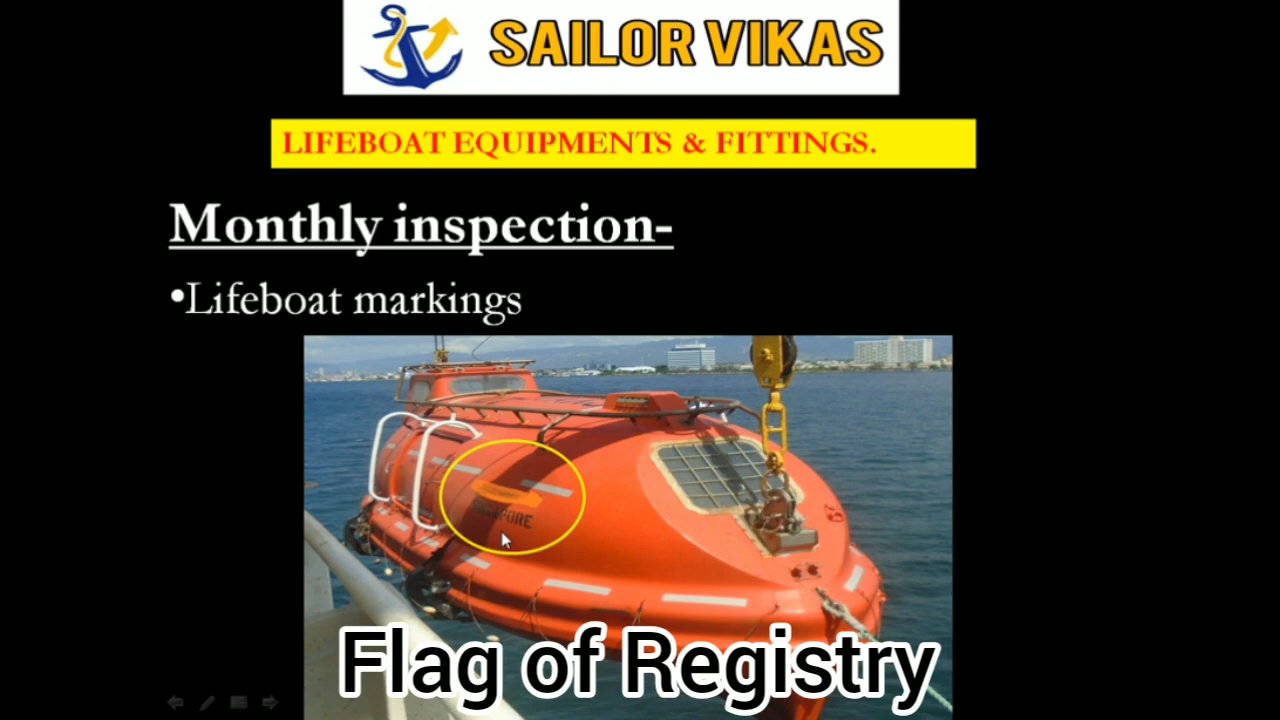 SAILOR VIKAS
LIFEBOAT EQUIPMENTS & FITTINGS.
Monthly inspection-
•Lifeboat markings
Flag of Registry